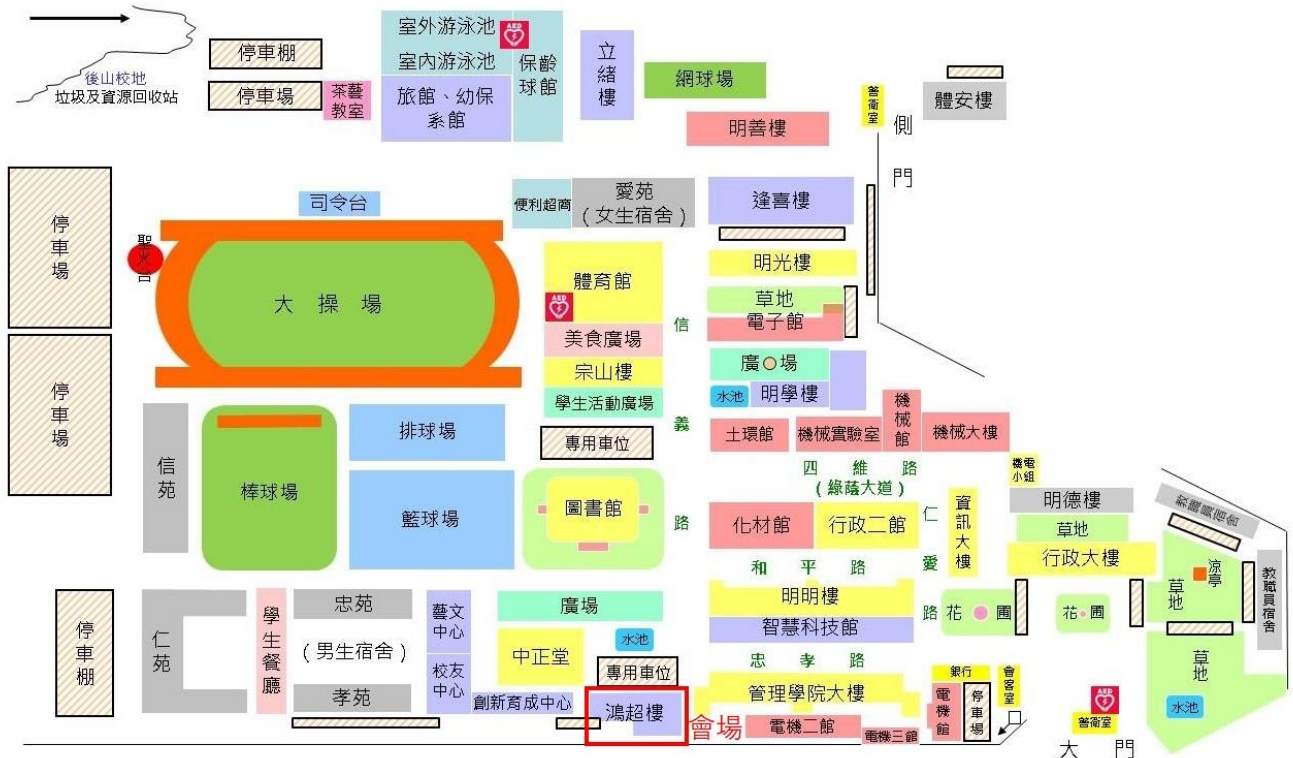 後山校地
垃圾及資源回收站
停車棚
停車場
茶藝
教室
室外游泳池
室內游泳池
AED
保齡
球館
旅館、幼保
系館
立緒樓
網球場
明善樓
警衛室
側門
體安樓
停車場
停車場
聖火台
司令台
大操場
便利超商
愛苑
(女生宿舍)
逢喜樓
體育館
AED
美食廣場
宗山樓
學生活動廣場
專用車位
信義路
明光樓
草地
電子館
廣場
水池
明學樓
土環館
機械實驗室
機械館
機械大樓
四維路
(綠蔭大道)
信苑
棒球場
排球場
籃球場
圖書館
化材館
行政二館
仁愛路
資訊大樓
機電
小組
明德樓
草地
行政大樓
教職員宿舍
涼亭
草地
教職員宿舍
和平路
明明樓
智慧科技館
花圃
花圃
草地
水池
停車棚
仁苑
學生餐廳
忠苑
(男生宿舍)
孝苑
藝文
中心
校友
中心
廣場
中正堂
水池
專用車位
創新育成中心
鴻超樓
會場
忠孝路
管理學院大樓
電機二館
電機三館
銀行
電機館
停車場
會客室
AED
警衛室
大門